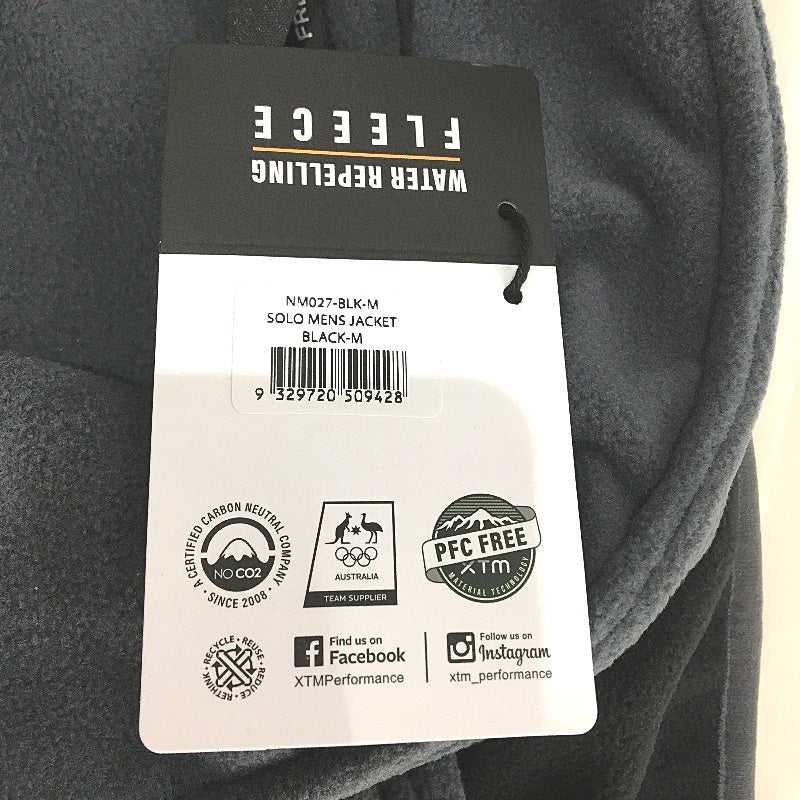 WATER REPELLING
FLEECE
NM027-BLK-M
SOLO MENS JACKET
BLACK-M
9 329720 509428
A CERTIFIED CARBON NEUTRAL COMPANY
NO CO2
• SINCE 2008 •
AUSTRALIA
TEAM SUPPLIER
PFC FREE
XTM
MATERIAL TECHNOLOGY
RECYCLE • REUSE • REDUCE • RETHINK •
Find us on
Facebook
XTMPerformance
Follow us on
Instagram
xtm_performance